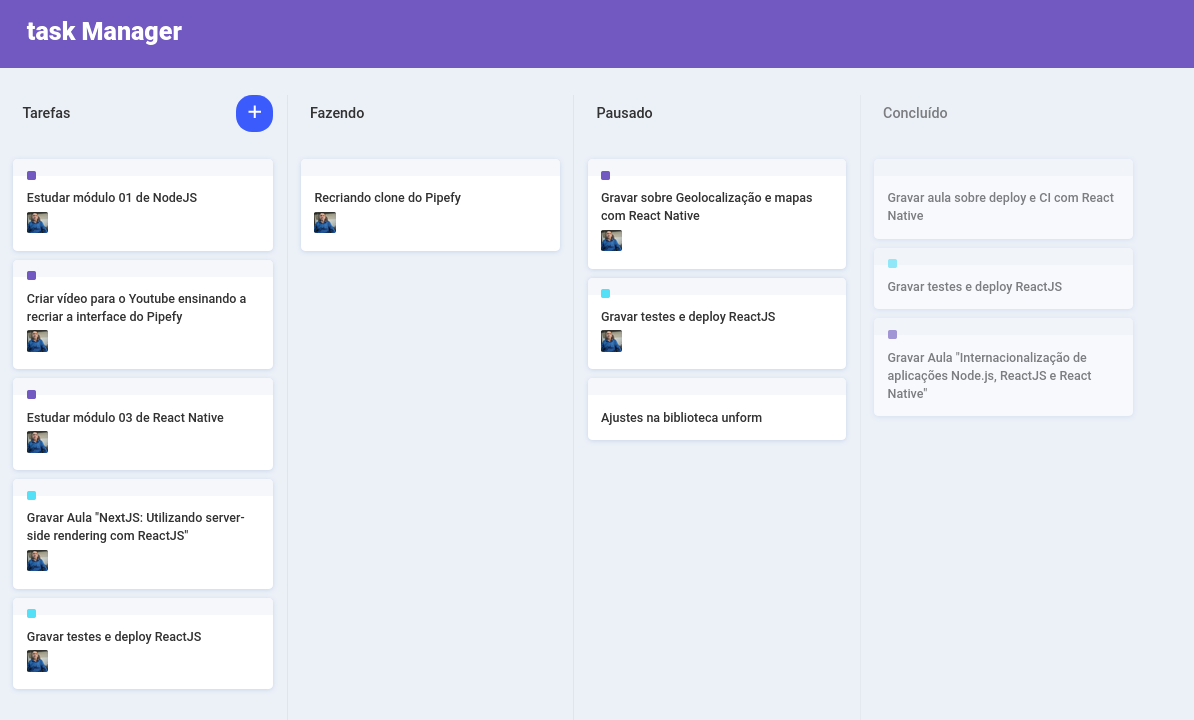 task Manager
Tarefas
+
Estudar módulo 01 de NodeJS
Criar vídeo para o Youtube ensinando a
recriar a interface do Pipefy
Estudar módulo 03 de React Native
Gravar Aula "NextJS: Utilizando server-
side rendering com ReactJS"
Gravar testes e deploy ReactJS
Fazendo
Recriando clone do Pipefy
Pausado
Gravar sobre Geolocalização e mapas
com React Native
Gravar testes e deploy ReactJS
Ajustes na biblioteca unform
Concluído
Gravar aula sobre deploy e CI com React
Native
Gravar testes e deploy ReactJS
Gravar Aula "Internacionalização de
aplicações Node.js, ReactJS e React
Native"